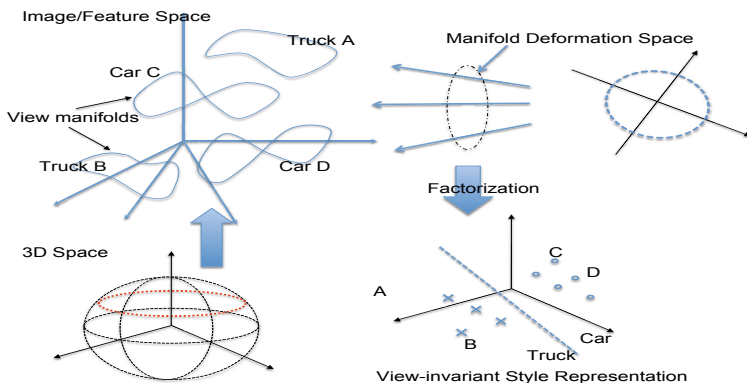 Image/Feature Space
Truck A
Manifold Deformation Space
Car C
View manifolds
Truck B
Car D
Factorization
3D Space
C
D
A
B
Car
Truck
View-invariant Style Representation